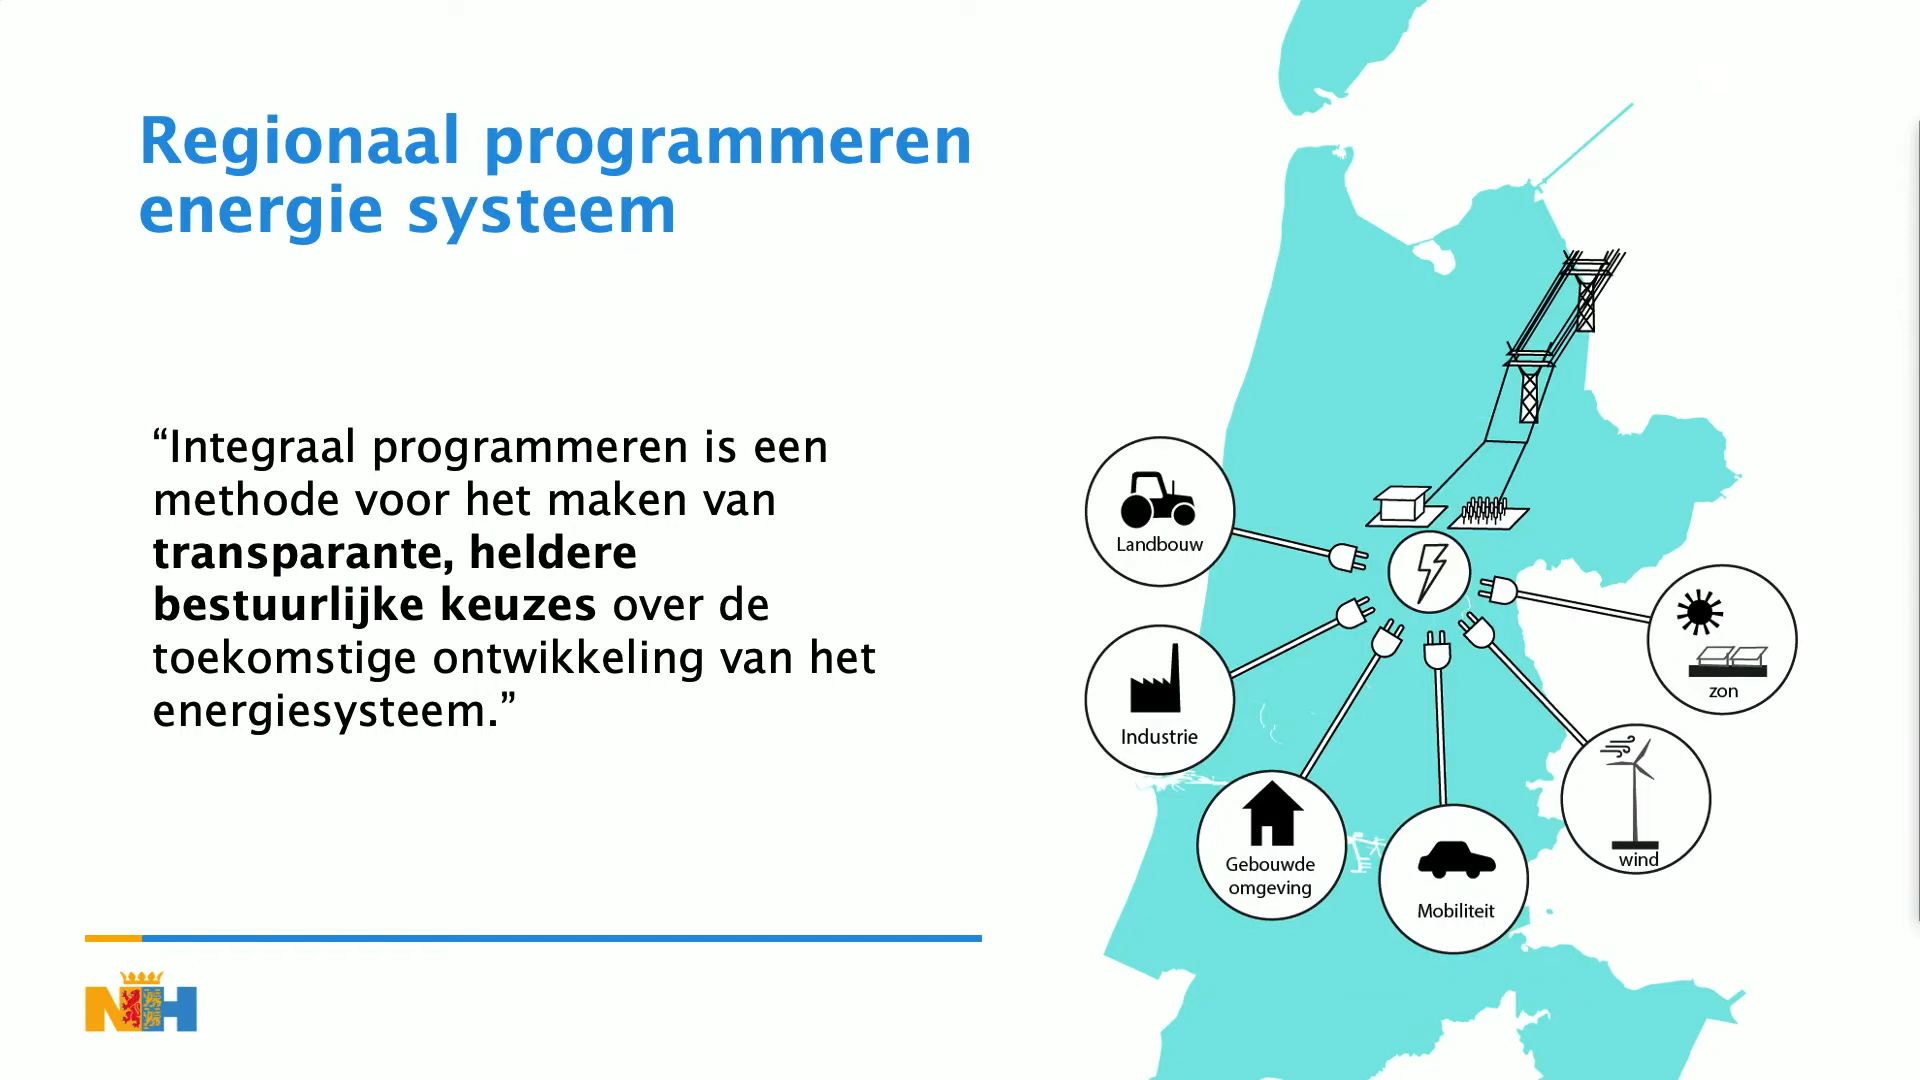 Regionaal programmeren
energie systeem
“Integraal programmeren is een
methode voor het maken van
transparante, heldere
bestuurlijke keuzes over de
toekomstige ontwikkeling van het
energiesysteem.”
Landbouw
Industrie
Gebouwde
omgeving
Mobiliteit
wind
zon
NH